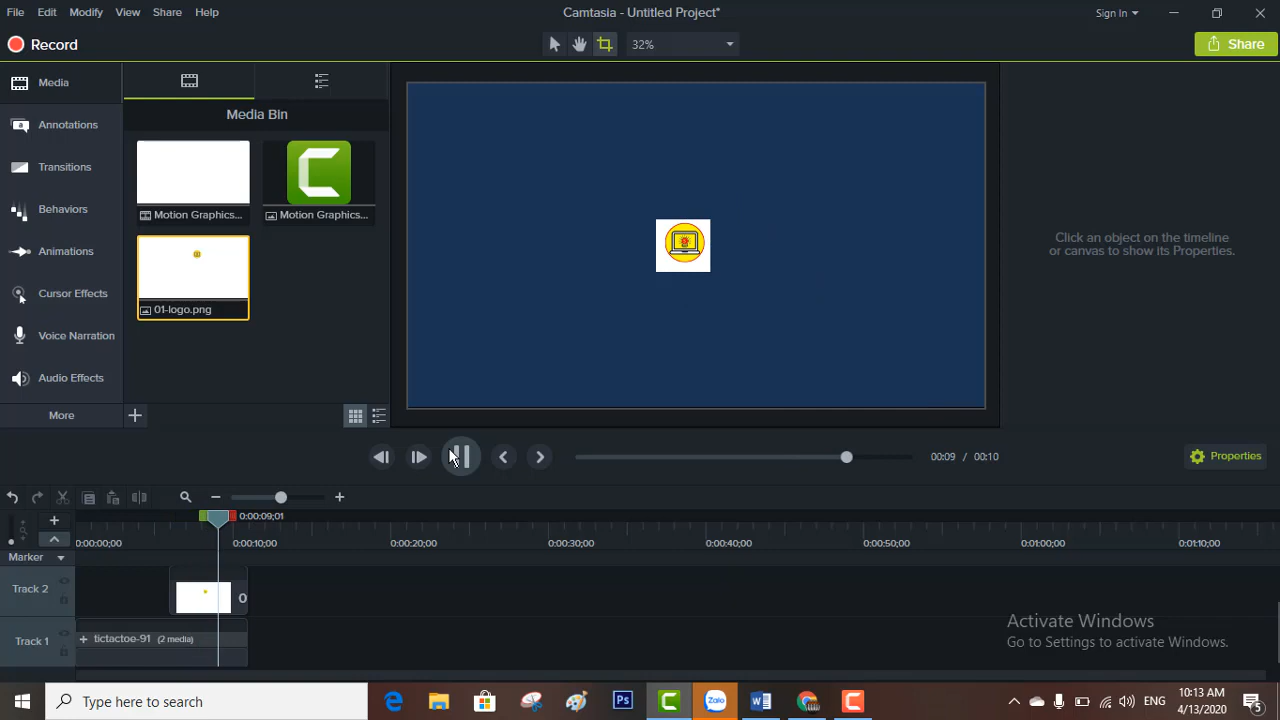 File Edit Modify View Share Help
Camtasia - Untitled Project*
Sign In
Record
32%
Share
Media
Annotations
Transitions
Behaviors
Animations
Cursor Effects
Voice Narration
Audio Effects
More
Media Bin
Motion Graphics...
Motion Graphics...
01-logo.png
Click an object on the timeline
or canvas to show its Properties.
00:09 / 00:10
Properties
0:00:09;01
0:00:00;00 0:00:10;00 0:00:20;00 0:00:30;00 0:00:40;00 0:00:50;00 0:01:00;00 0:01:10;00
Marker
Track 2
0
Track 1
+ tictactoe-91 (2 media)
Activate Windows
Go to Settings to activate Windows.
Type here to search
Ps
Zalo
W
ENG
10:13 AM
4/13/2020
5